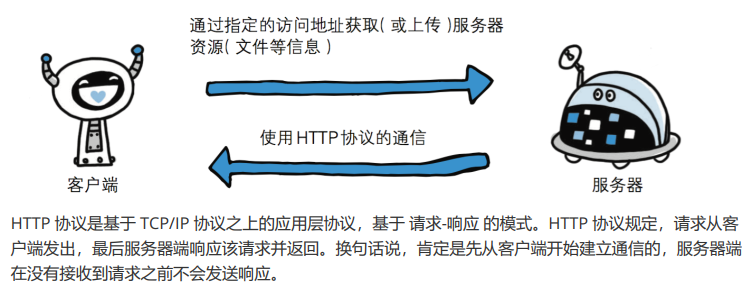 通过指定的访问地址获取( 或上传 )服务器
资源( 文件等信息 )
使用HTTP协议的通信
客户端
服务器
HTTP 协议是基于 TCP/IP 协议之上的应用层协议，基于 请求-响应 的模式。HTTP 协议规定，请求从客
户端发出，最后服务器端响应该请求并返回。换句话说，肯定是先从客户端开始建立通信的，服务器端
在没有接收到请求之前不会发送响应。